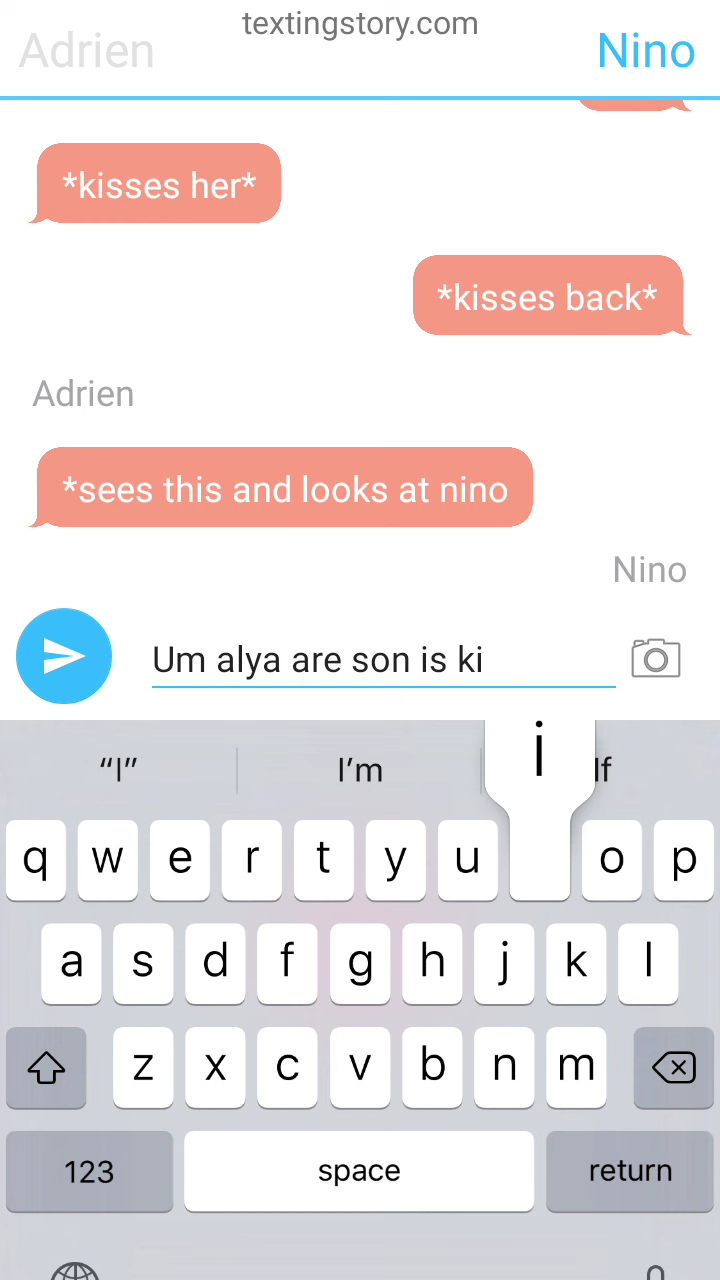 textingstory.com
Adrien
Nino
*kisses her*
*kisses back*
Adrien
*sees this and looks at nino
Nino
Um alya are son is ki
“I”
I’m
If
i
q w e r t y u o p
a s d f g h j k l
z x c v b n m
123
space
return